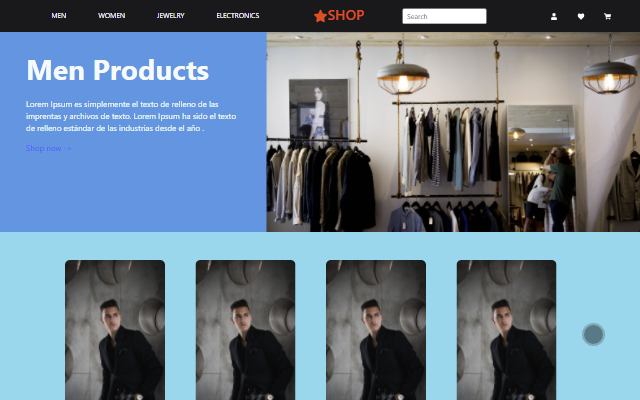 MEN WOMEN JEWELRY ELECTRONICS SHOP Search
Men Products
Lorem Ipsum es simplemente el texto de relleno de las
imprentas y archivos de texto. Lorem Ipsum ha sido el texto
de relleno estándar de las industrias desde el año .
Shop now ->